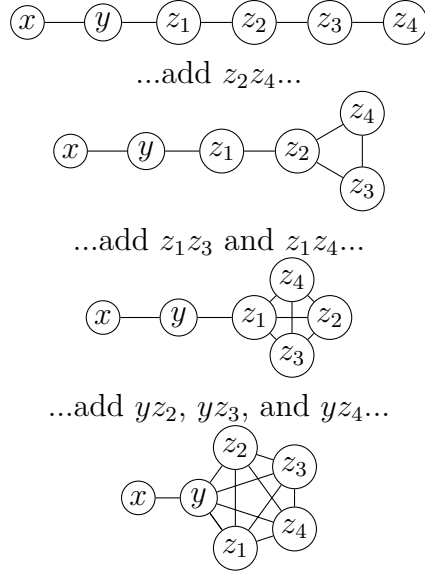 x y z₁ z₂ z₃ z₄
...add z₂z₄...
z₄
x y z₁ z₂
z₃
...add z₁z₃ and z₁z₄...
z₄
x y z₁ z₂
z₃
...add yz₂, yz₃, and yz₄...
z₂
z₃
x y
z₄
z₁